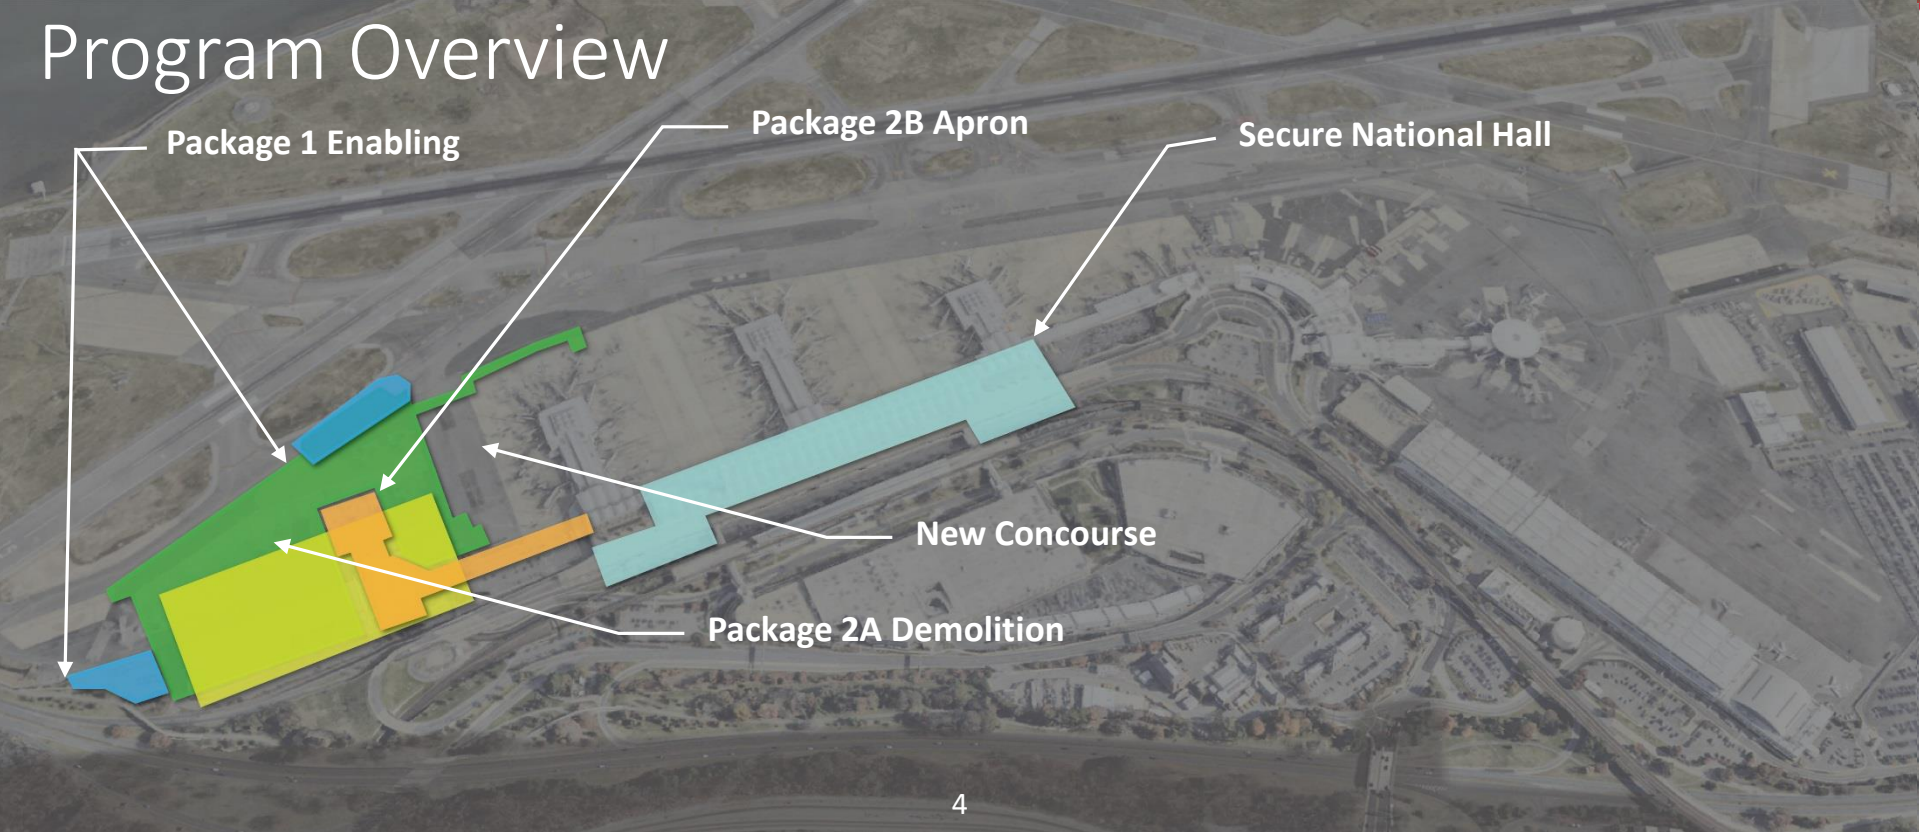 Program Overview
Package 1 Enabling
Package 2B Apron
Secure National Hall
New Concourse
Package 2A Demolition
4